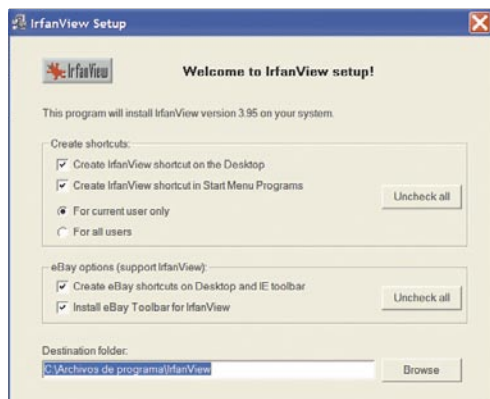 IrfanView Setup
IrfanView
Welcome to IrfanView setup!
This program will install IrfanView version 3.95 on your system.
Create shortcuts:
Create IrfanView shortcut on the Desktop
Create IrfanView shortcut in Start Menu Programs
Uncheck all
For current user only
For all users
eBay options (support IrfanView):
Create eBay shortcuts on Desktop and IE toolbar
Uncheck all
Install eBay Toolbar for IrfanView
Destination folder:
C:\Archivos de programa\IrfanView
Browse